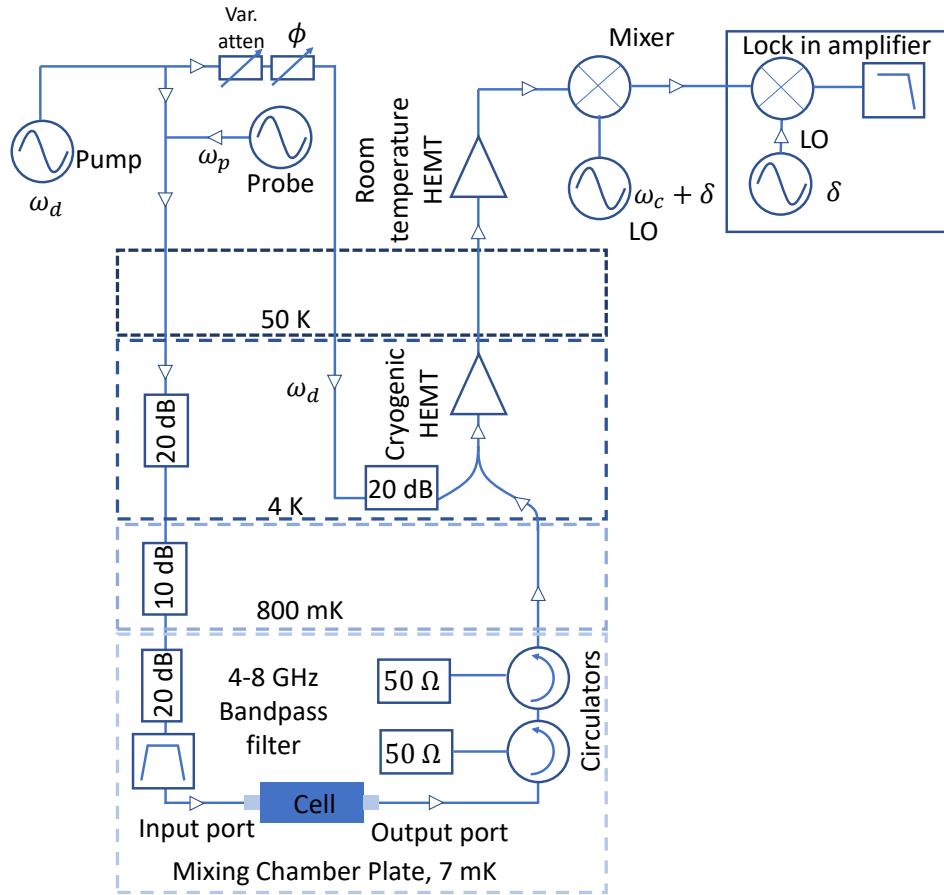 Var.
atten
ϕ
Mixer
Lock in amplifier
Pump
ω_d
ω_p
Probe
Room
temperature
HEMT
ω_c + δ
LO
LO
δ
50 K
ω_d
Cryogenic
HEMT
20 dB
20 dB
4 K
10 dB
800 mK
20 dB
4-8 GHz
Bandpass
filter
50 Ω
50 Ω
Circulators
Cell
Input port
Output port
Mixing Chamber Plate, 7 mK